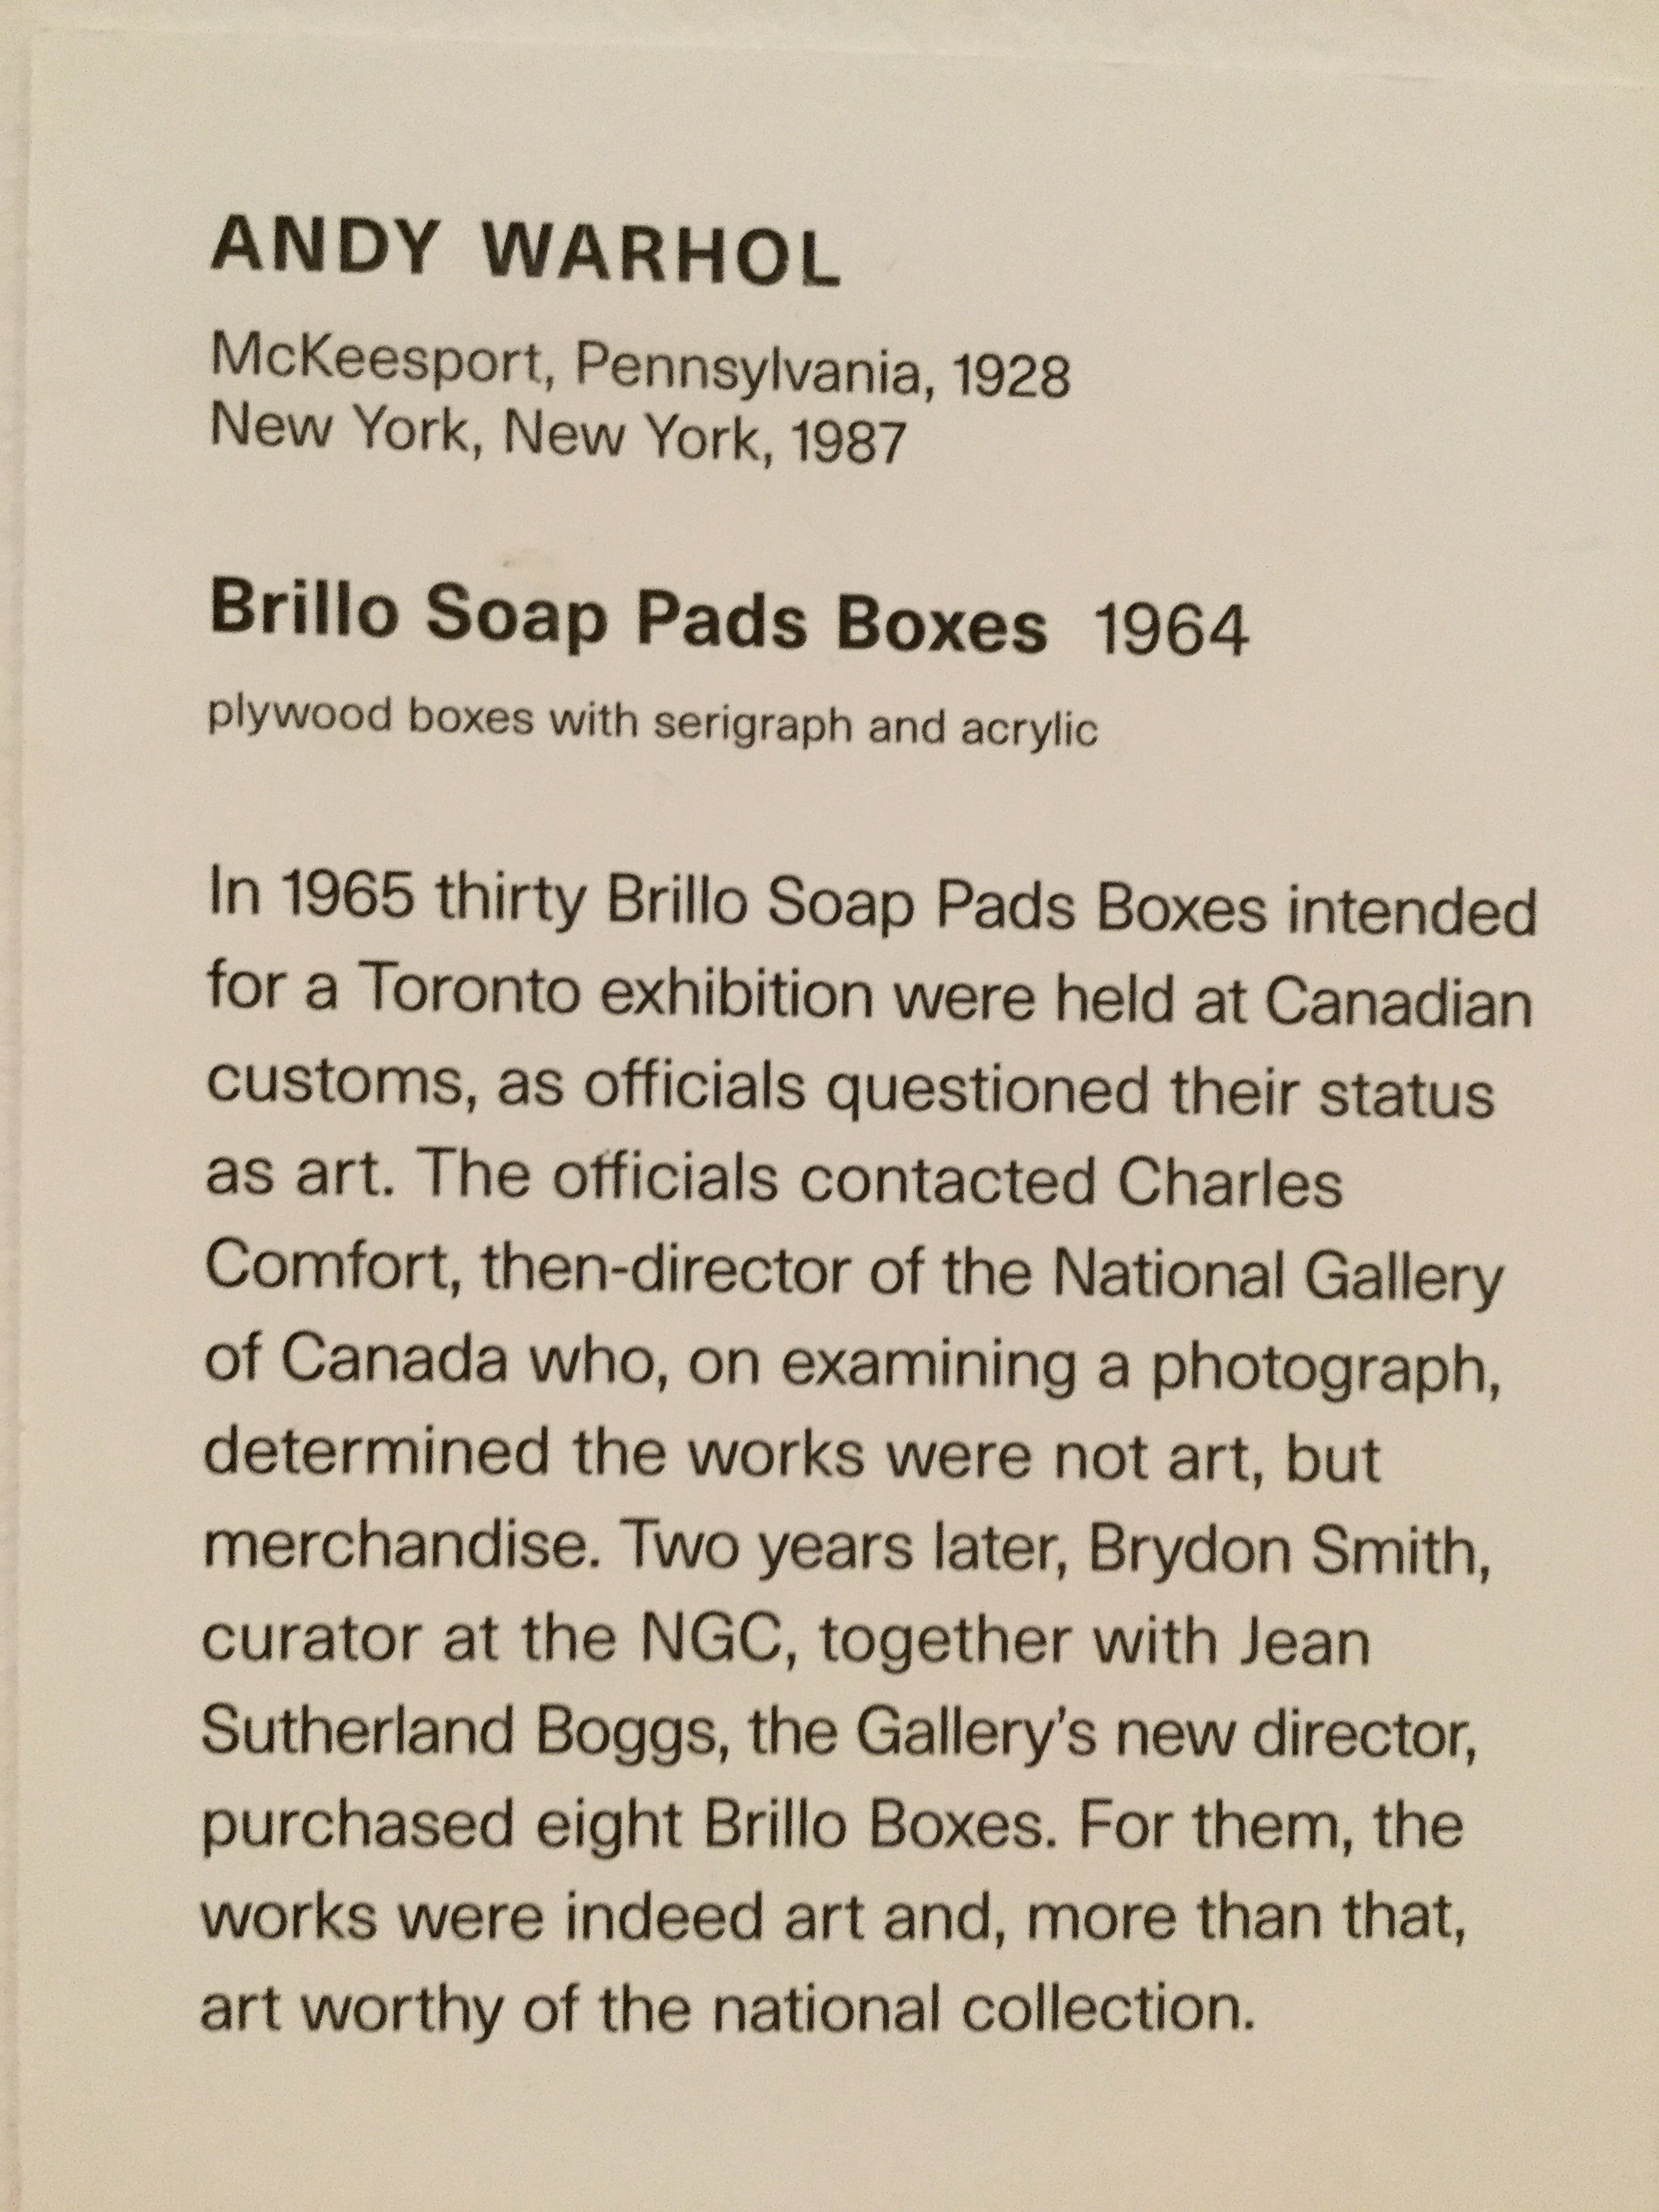 ANDY WARHOL
McKeesport, Pennsylvania, 1928
New York, New York, 1987
Brillo Soap Pads Boxes 1964
plywood boxes with serigraph and acrylic
In 1965 thirty Brillo Soap Pads Boxes intended
for a Toronto exhibition were held at Canadian
customs, as officials questioned their status
as art. The officials contacted Charles
Comfort, then-director of the National Gallery
of Canada who, on examining a photograph,
determined the works were not art, but
merchandise. Two years later, Brydon Smith,
curator at the NGC, together with Jean
Sutherland Boggs, the Gallery’s new director,
purchased eight Brillo Boxes. For them, the
works were indeed art and, more than that,
art worthy of the national collection.